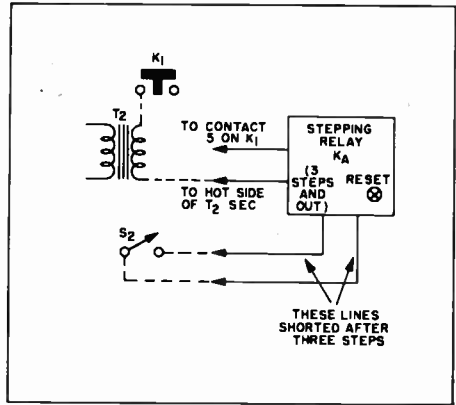 K1
T2
TO CONTACT
5 ON K1
STEPPING
RELAY
KA
(3
STEPS
AND
OUT)
RESET
TO HOT SIDE
OF T2 SEC
S2
THESE LINES
SHORTED AFTER
THREE STEPS